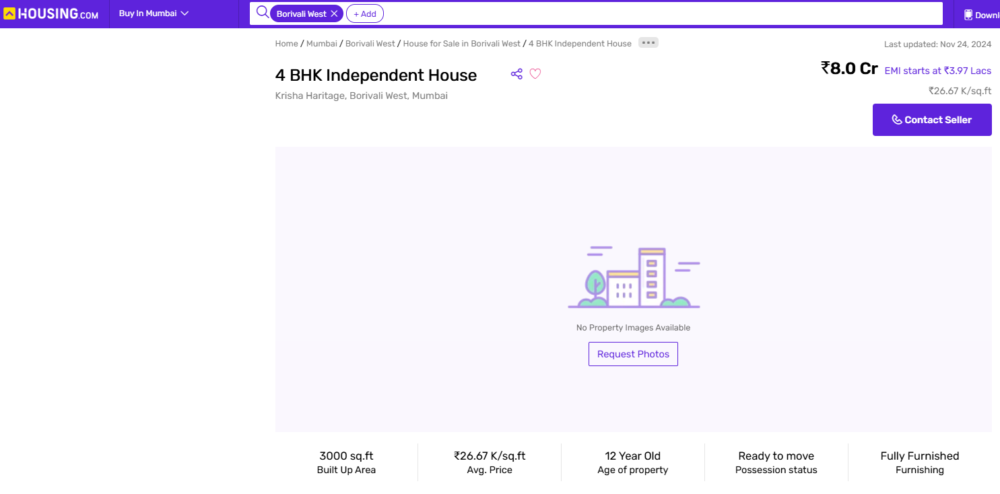 HOUSING.COM
Buy In Mumbai
Borivali West
+ Add
Downl
Home / Mumbai / Borivali West / House for Sale in Borivali West / 4 BHK Independent House
Last updated: Nov 24, 2024
4 BHK Independent House
₹8.0 Cr EMI starts at ₹3.97 Lacs
Krisha Haritage, Borivali West, Mumbai
₹26.67 K/sq.ft
Contact Seller
No Property Images Available
Request Photos
3000 sq.ft
Built Up Area
₹26.67 K/sq.ft
Avg. Price
12 Year Old
Age of property
Ready to move
Possession status
Fully Furnished
Furnishing